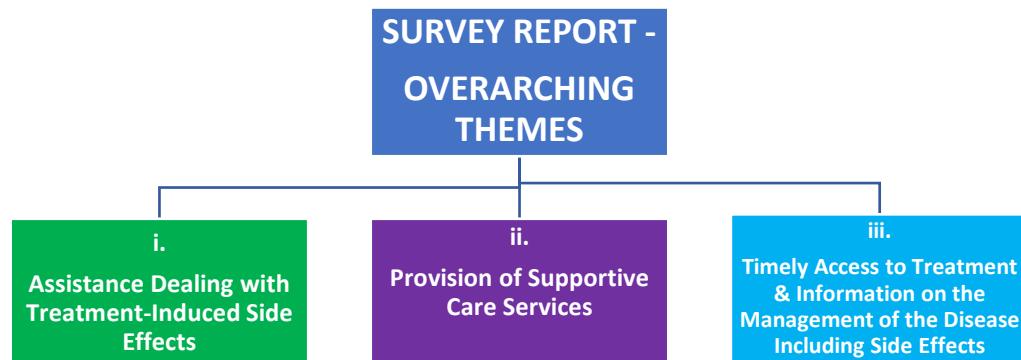 SURVEY REPORT -
OVERARCHING
THEMES
i.
Assistance Dealing with
Treatment-Induced Side
Effects
ii.
Provision of Supportive
Care Services
iii.
Timely Access to Treatment
& Information on the
Management of the Disease
Including Side Effects